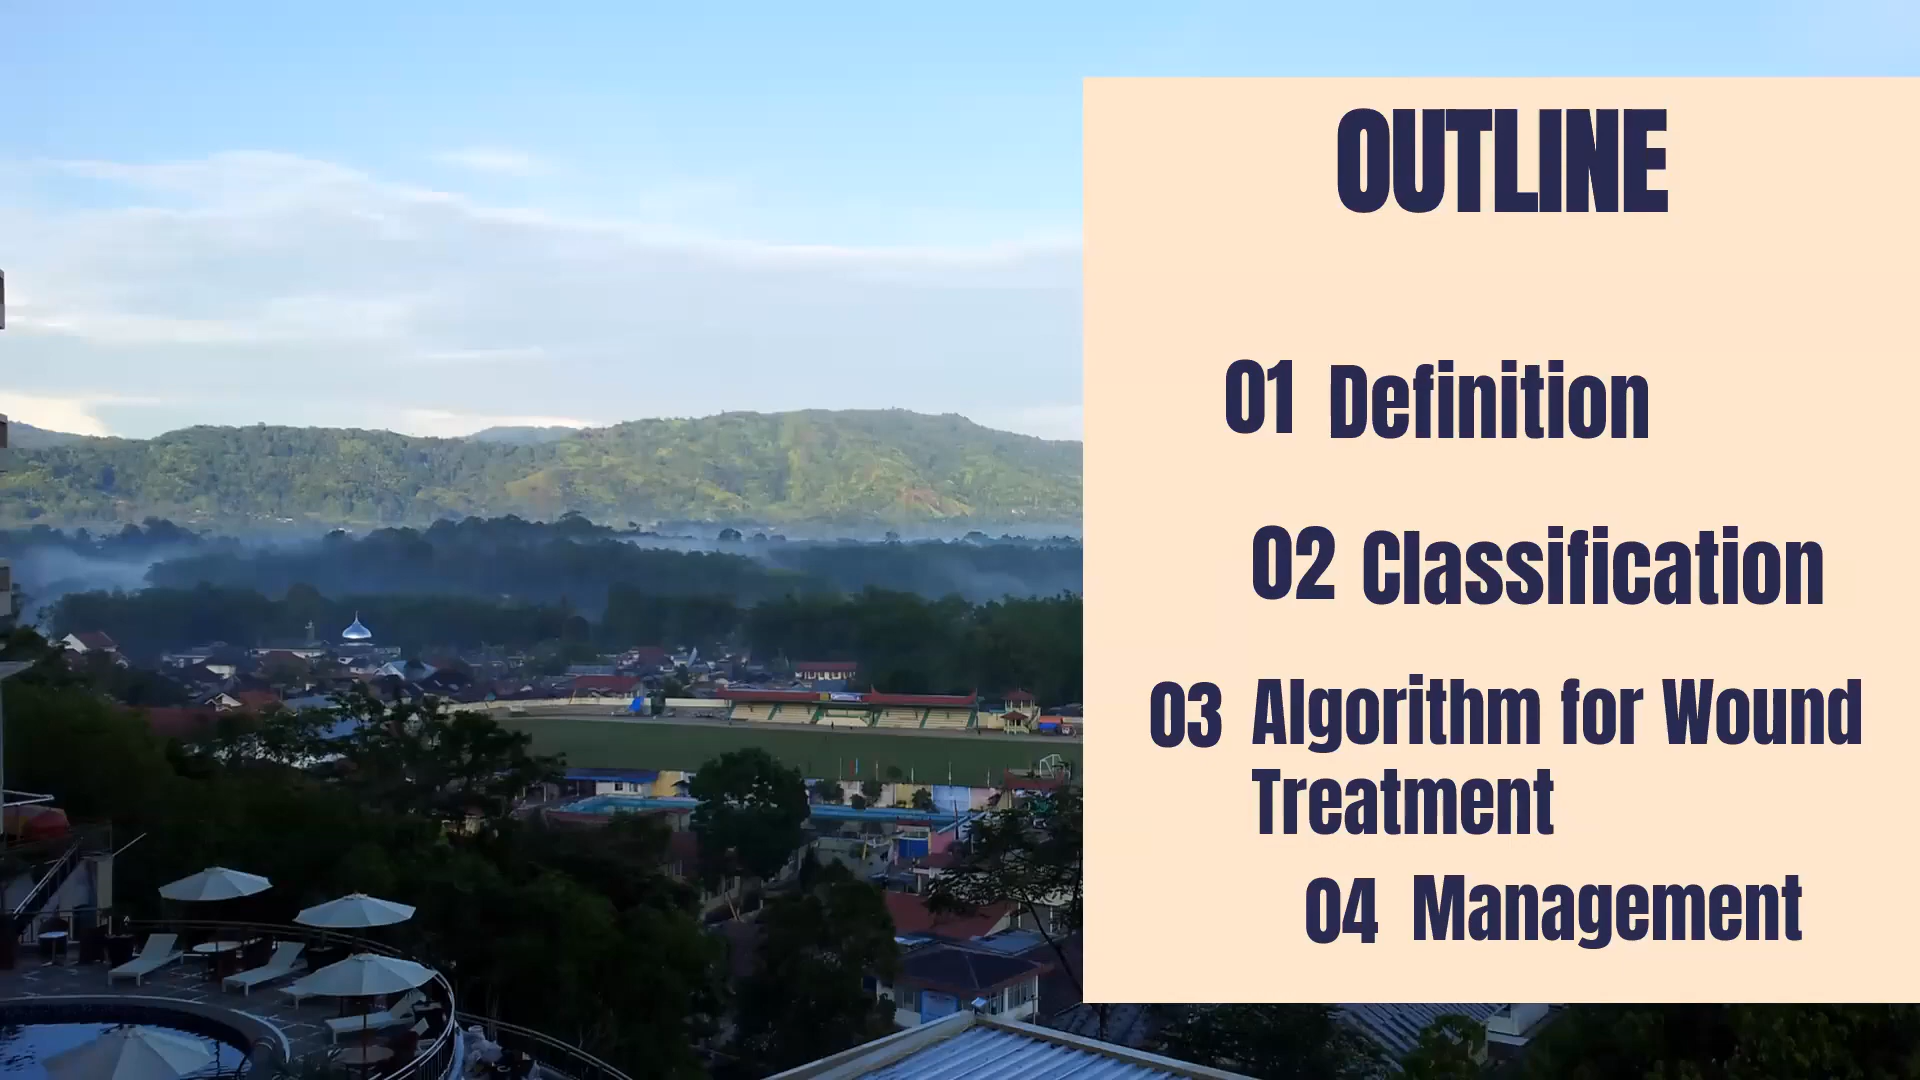 OUTLINE
01 Definition
02 Classification
03 Algorithm for Wound
Treatment
04 Management